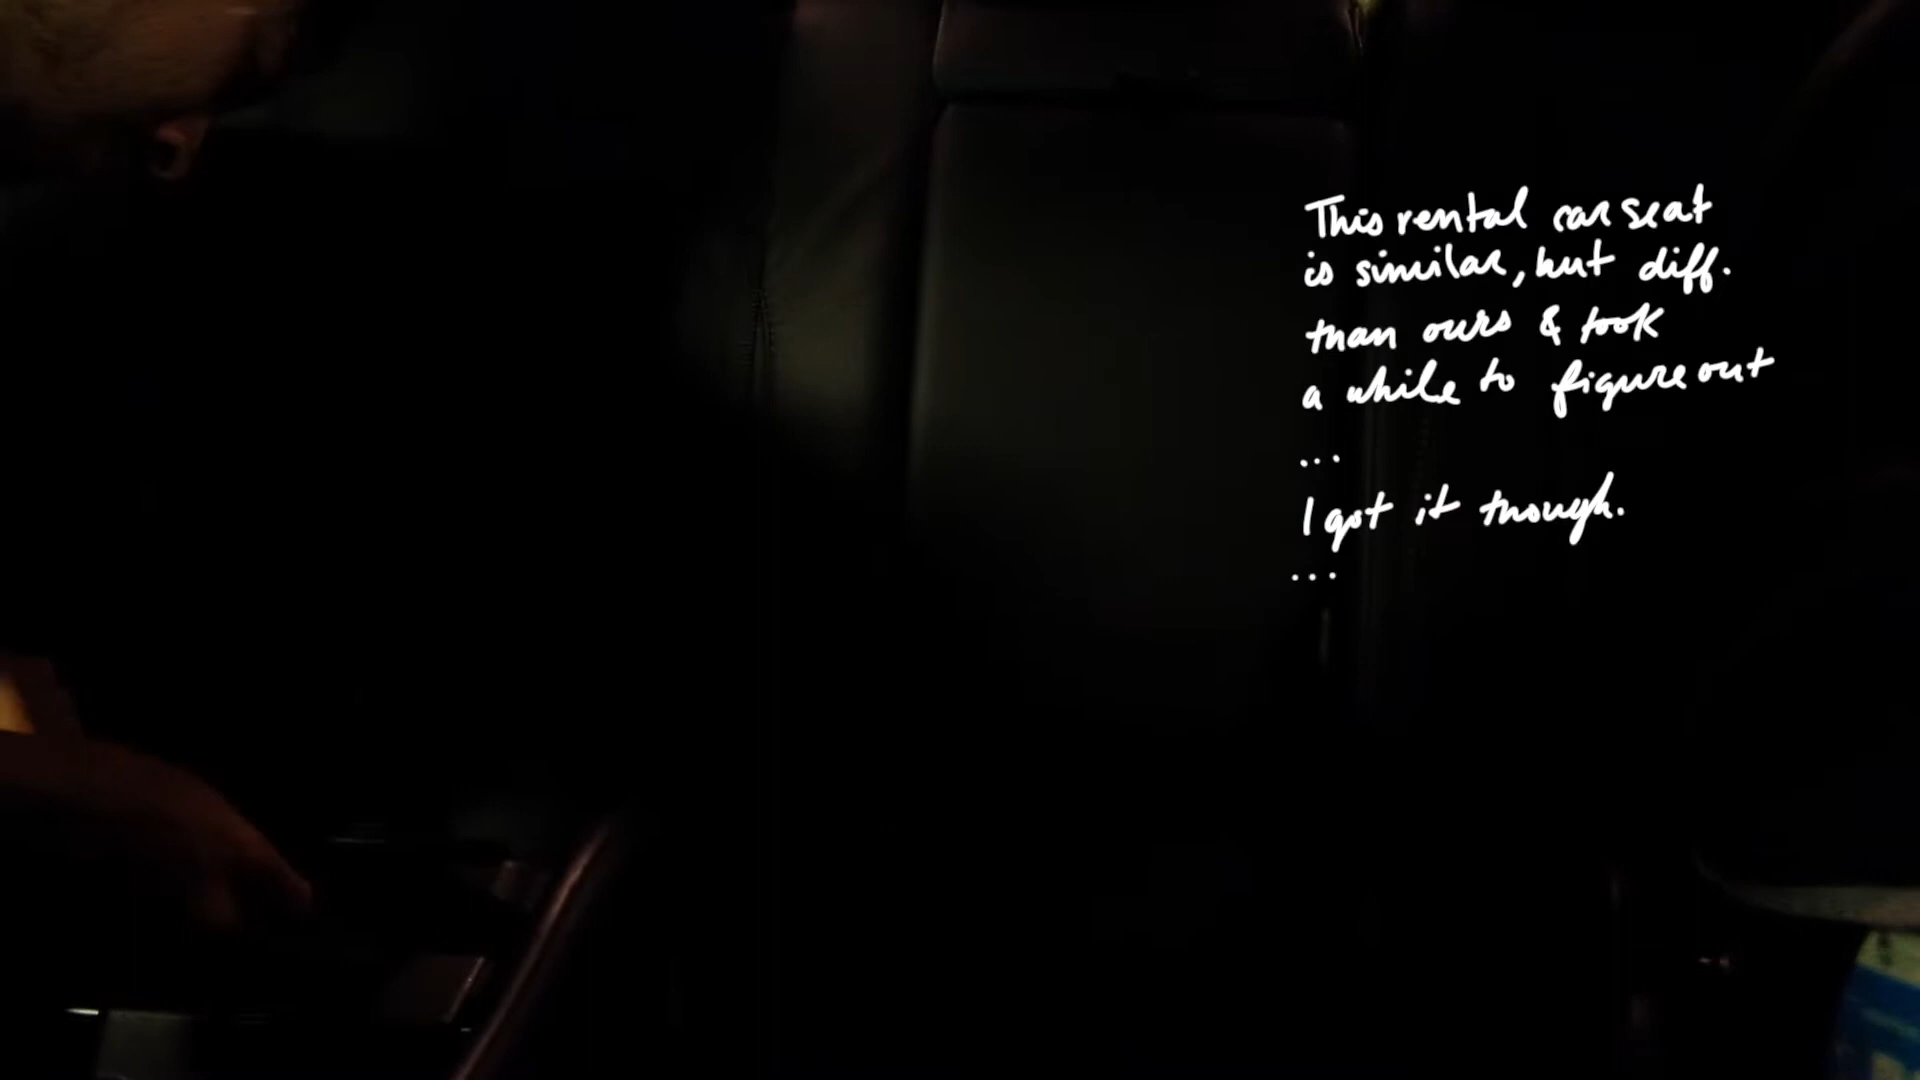 This rental car seat
is similar, but diff.
than ours & took
a while to figure out
...
I got it though.
...